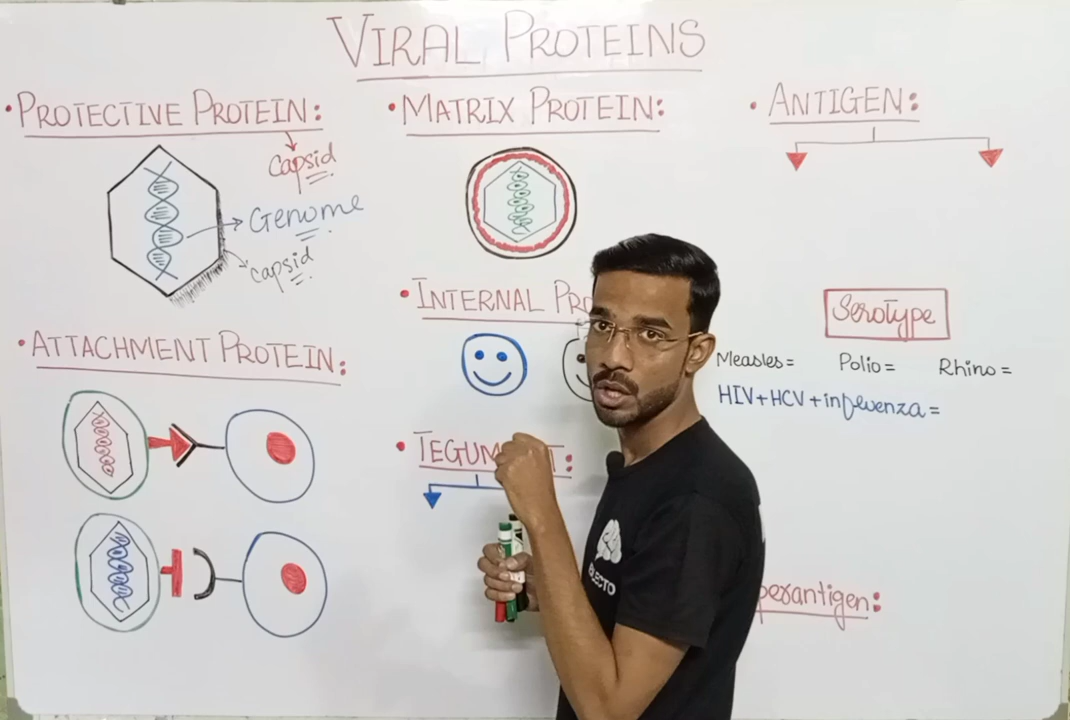 VIRAL PROTEINS
• PROTECTIVE PROTEIN:
Capsid
Genome
capsid
• ATTACHMENT PROTEIN:
• MATRIX PROTEIN:
• INTERNAL
• :
• ANTIGEN:
Serotype
Measles = Polio = Rhino =
HIV+HCV+influenza =
perantigen: